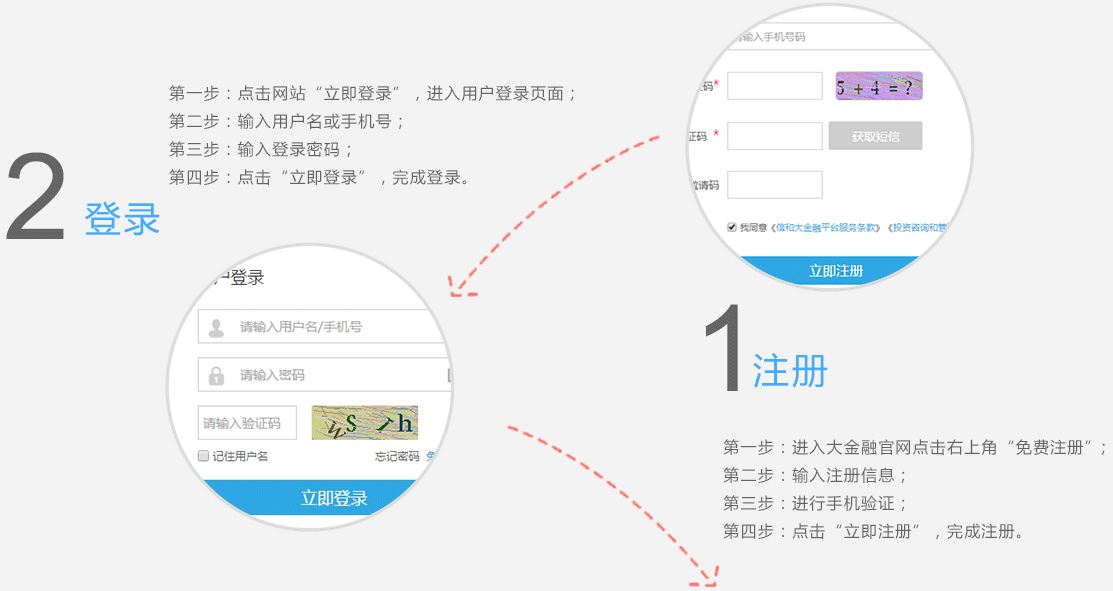 请输入手机号码
码*
5 + 4 = ?
证码 *
获取短信
邀请码
我同意《信和大金融平台服务条款》《投资咨询和管
立即注册
1
注册
第一步：进入大金融官网点击右上角“免费注册”；
第二步：输入注册信息；
第三步：进行手机验证；
第四步：点击“立即注册”，完成注册。
2
登录
第一步：点击网站“立即登录”，进入用户登录页面；
第二步：输入用户名或手机号；
第三步：输入登录密码；
第四步：点击“立即登录”，完成登录。
户登录
请输入用户名/手机号
请输入密码
请输入验证码
记住用户名
忘记密码
立即登录